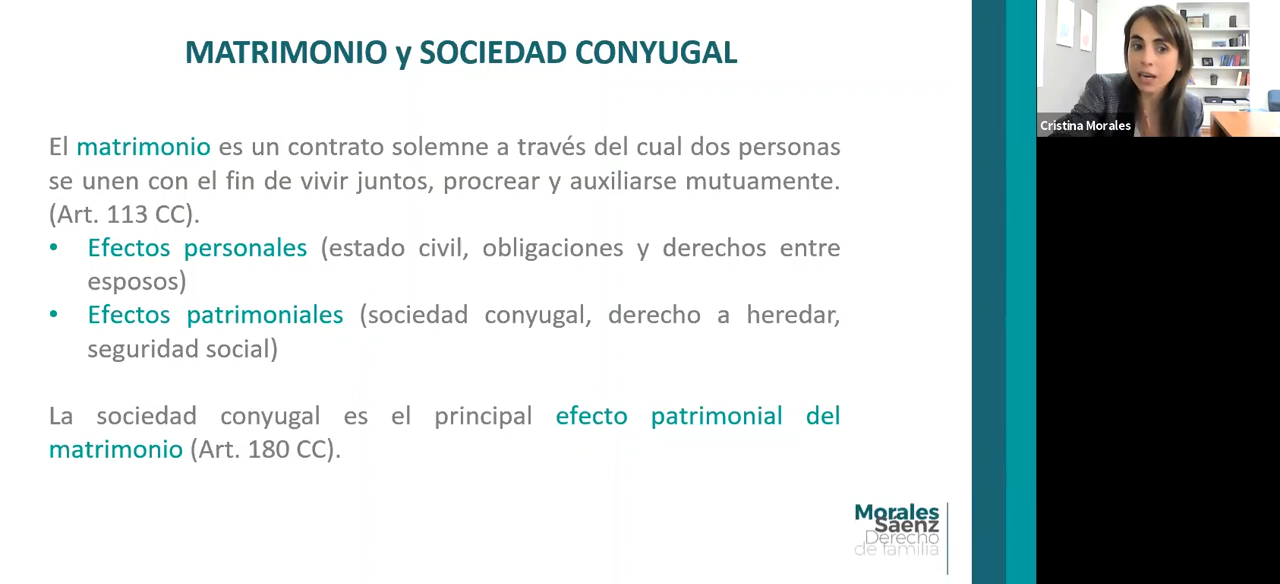 MATRIMONIO y SOCIEDAD CONYUGAL
El matrimonio es un contrato solemne a través del cual dos personas
se unen con el fin de vivir juntos, procrear y auxiliarse mutuamente.
(Art. 113 CC).
• Efectos personales (estado civil, obligaciones y derechos entre
esposos)
• Efectos patrimoniales (sociedad conyugal, derecho a heredar,
seguridad social)
La sociedad conyugal es el principal efecto patrimonial del
matrimonio (Art. 180 CC).
Morales
Sáenz
Derecho
de familia
Cristina Morales